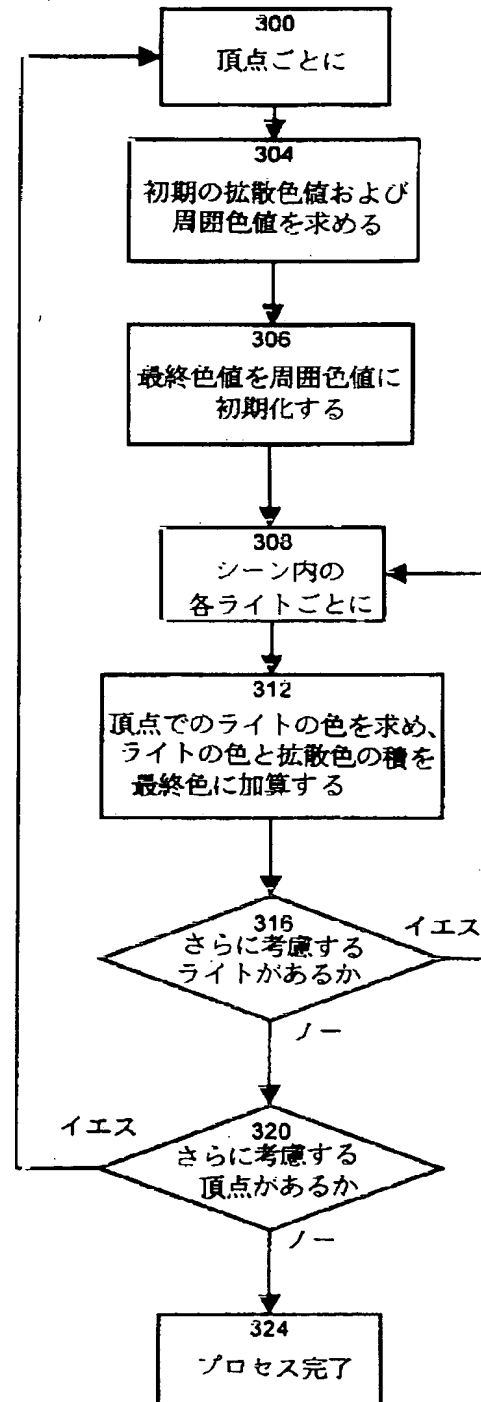 300
頂点ごとに
304
初期の拡散色値および
周囲色値を求める
306
最終色値を周囲色値に
初期化する
308
シーン内の
各ライトごとに
312
頂点でのライトの色を求め、
ライトの色と拡散色の積を
最終色に加算する
316
さらに考慮する
ライトがあるか
イエス
ノー
イエス
320
さらに考慮する
頂点があるか
ノー
324
プロセス完了